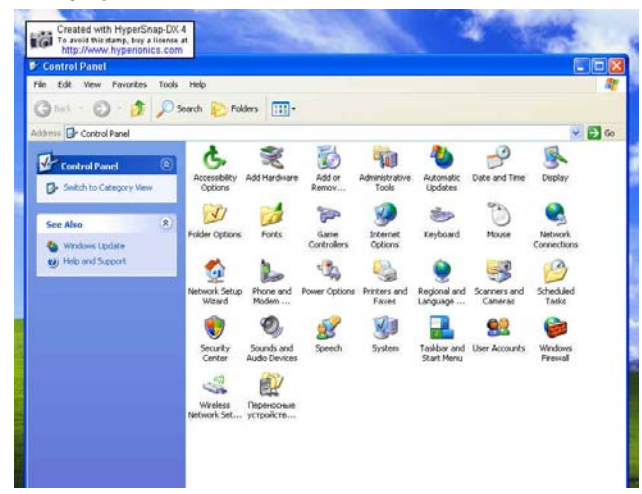 Created with HyperSnap-DX 4
To avoid this stamp, buy a license at
http://www.hyperionics.com
Control Panel
File Edit View Favorites Tools Help
Back Search Folders
Address Control Panel Go
Control Panel
Switch to Category View
See Also
Windows Update
Help and Support
Accessibility Options
Add Hardware
Add or Remov...
Administrative Tools
Automatic Updates
Date and Time
Display
Folder Options
Fonts
Game Controllers
Internet Options
Keyboard
Mouse
Network Connections
Network Setup Wizard
Phone and Modem ...
Power Options
Printers and Faxes
Regional and Language ...
Scanners and Cameras
Scheduled Tasks
Security Center
Sounds and Audio Devices
Speech
System
Taskbar and Start Menu
User Accounts
Windows Firewall
Wireless Network Set...
Переносные устройств...